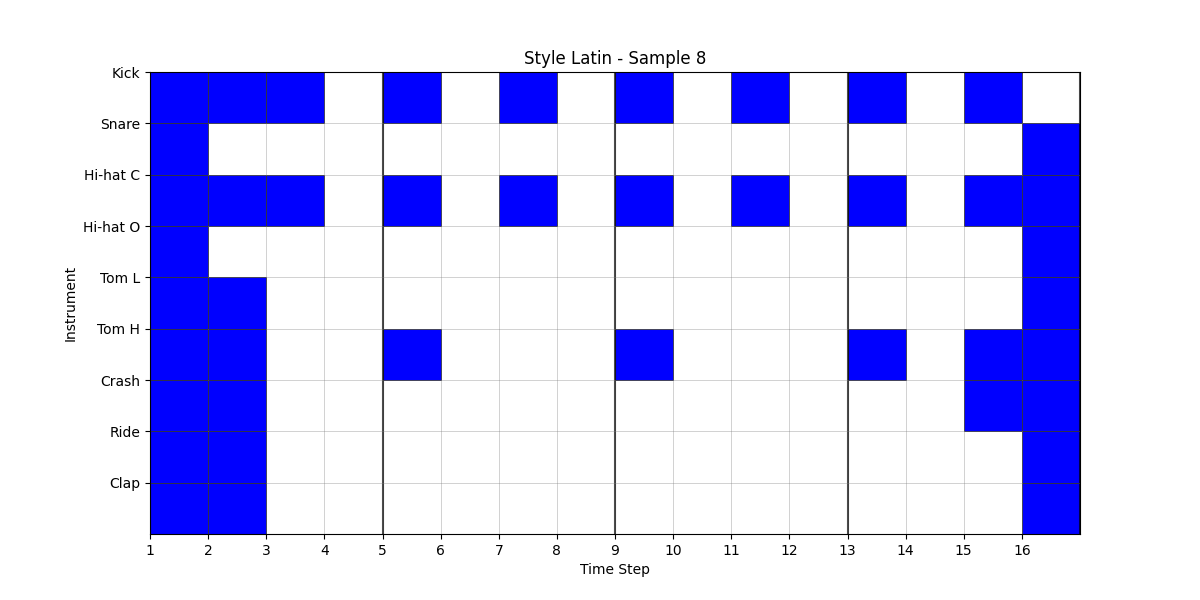 Style Latin - Sample 8
Kick
Snare
Hi-hat C
Hi-hat O
Tom L
Tom H
Crash
Ride
Clap
Instrument
1 2 3 4 5 6 7 8 9 10 11 12 13 14 15 16
Time Step